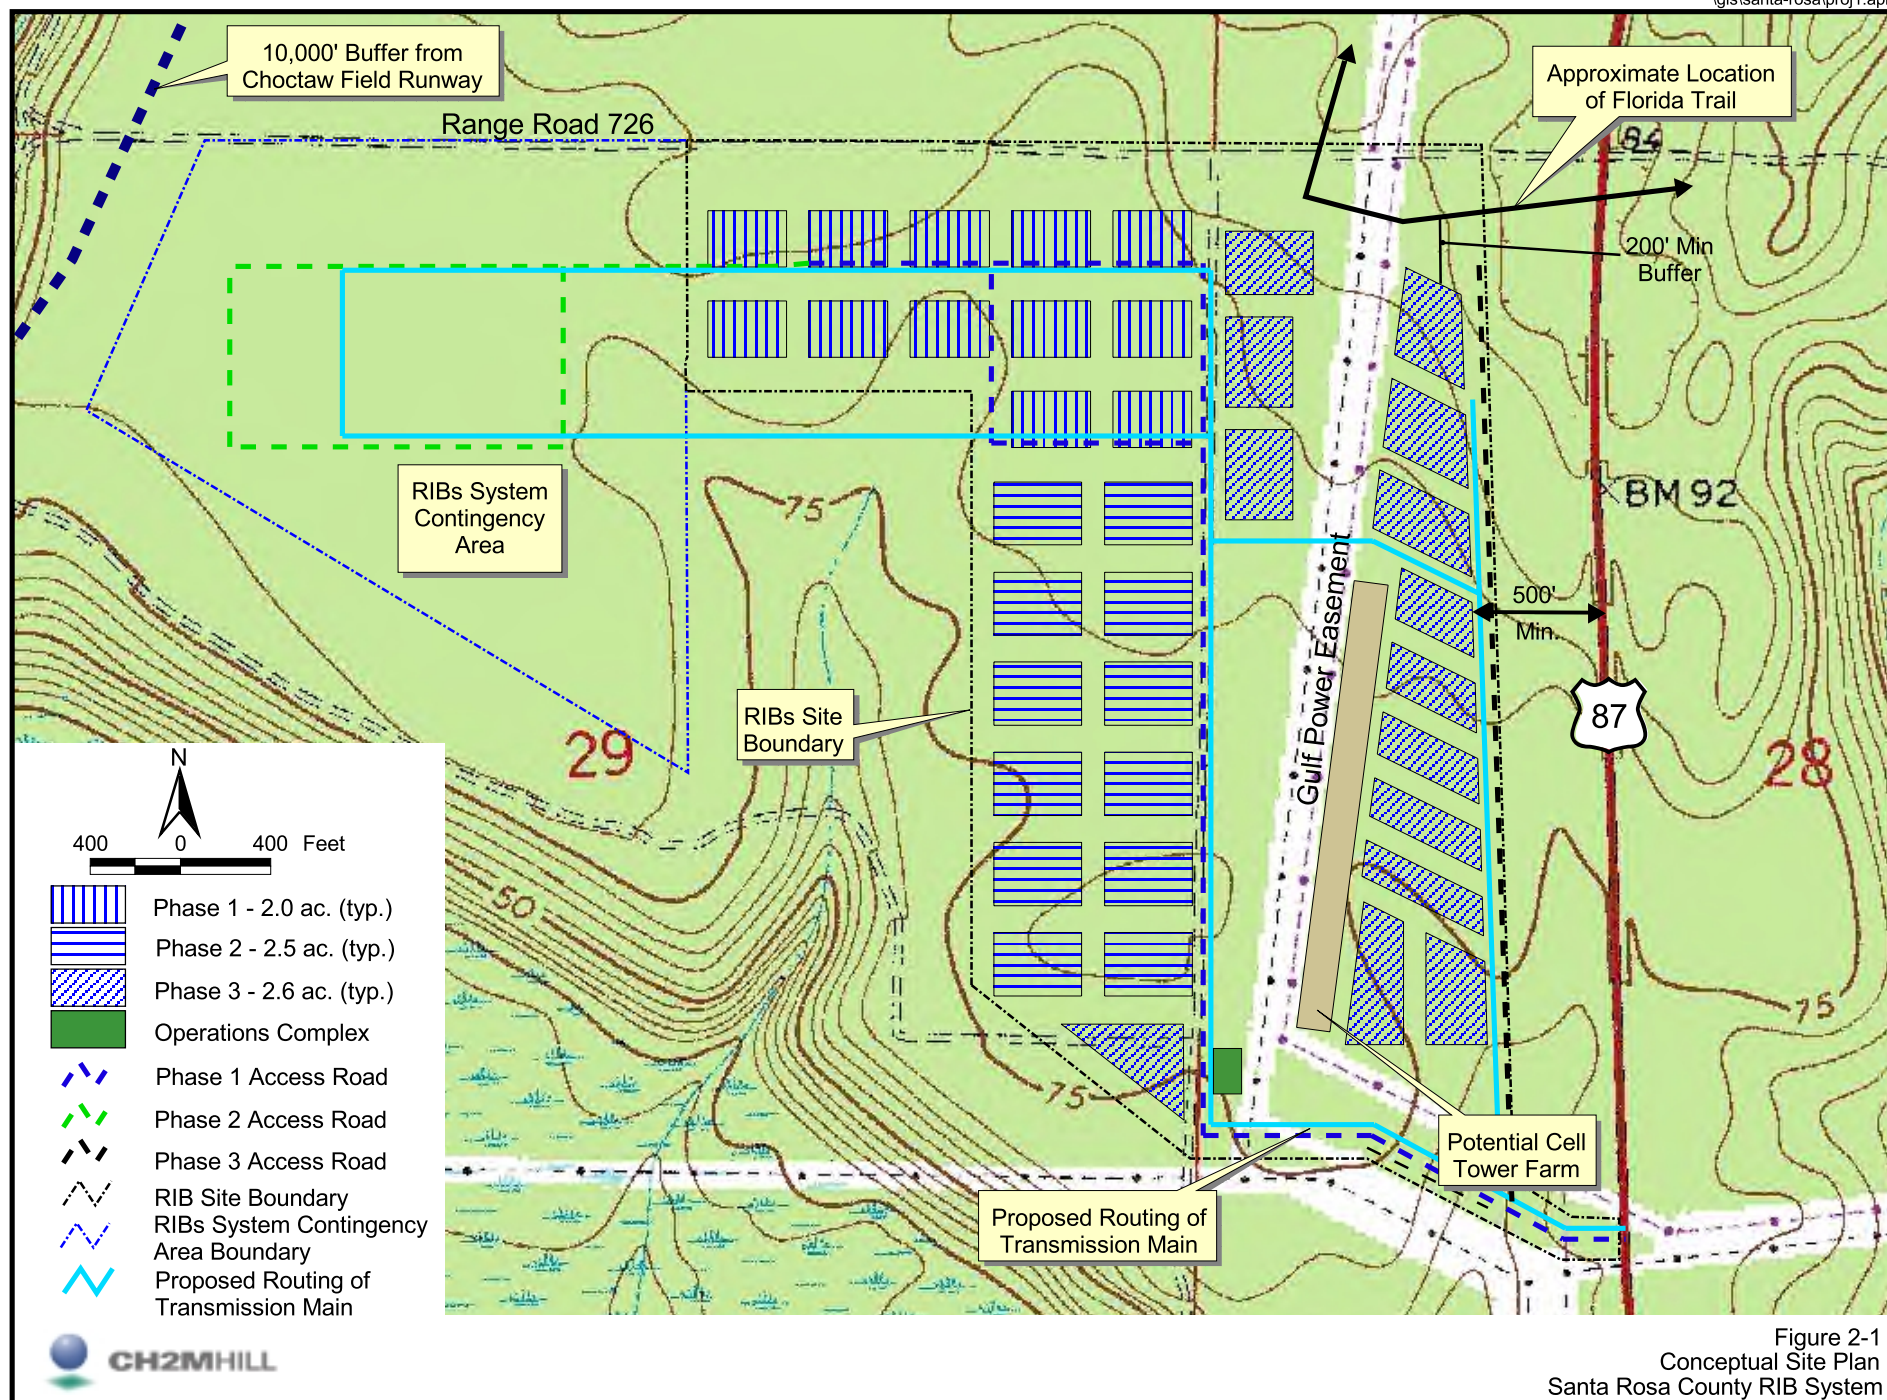 \gis\santa-rosa\proj1.ap
10,000' Buffer from
Choctaw Field Runway
Approximate Location
of Florida Trail
Range Road 726
84
200' Min
Buffer
RIBs System
Contingency
Area
75
BM 92
Gulf Power Easement
500'
Min.
RIBs Site
Boundary
87
29
28
50
75
75
Potential Cell
Tower Farm
Proposed Routing of
Transmission Main
N
400 0 400 Feet
Phase 1 - 2.0 ac. (typ.)
Phase 2 - 2.5 ac. (typ.)
Phase 3 - 2.6 ac. (typ.)
Operations Complex
Phase 1 Access Road
Phase 2 Access Road
Phase 3 Access Road
RIB Site Boundary
RIBs System Contingency
Area Boundary
Proposed Routing of
Transmission Main
CH2MHILL
Figure 2-1
Conceptual Site Plan
Santa Rosa County RIB System